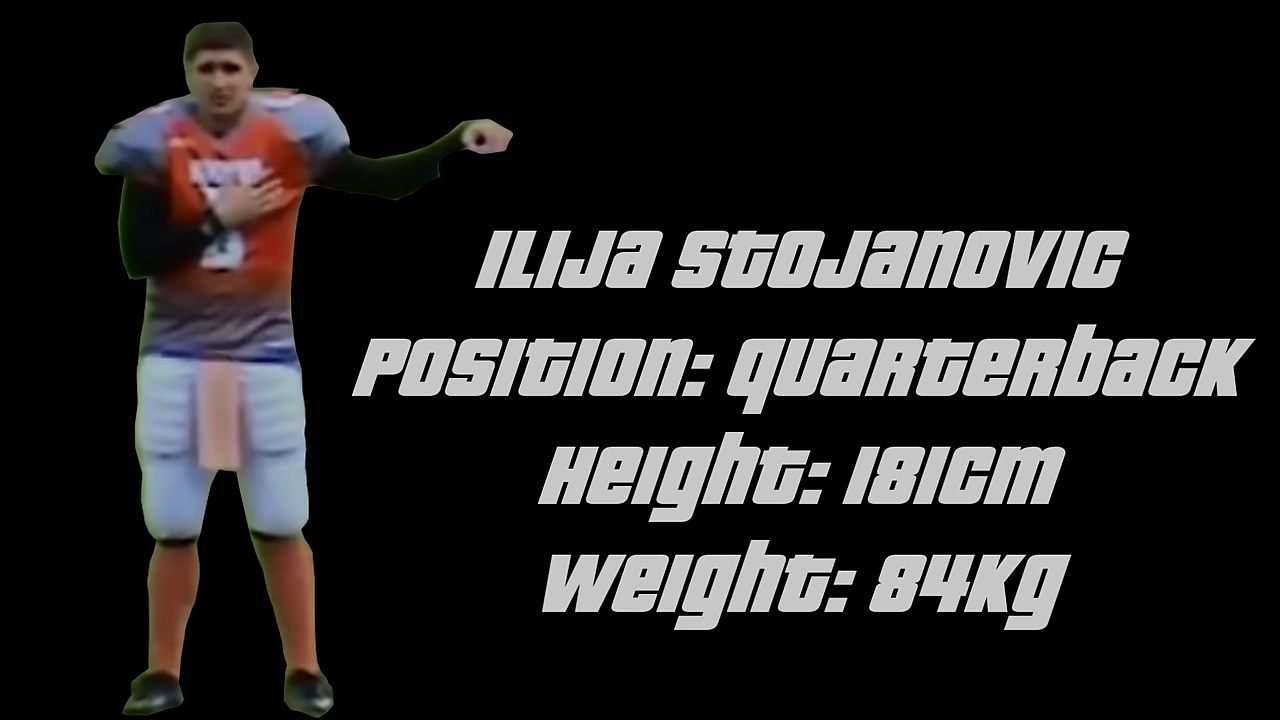 Ilija Stojanovic
Position: Quarterback
Height: 181cm
Weight: 84kg